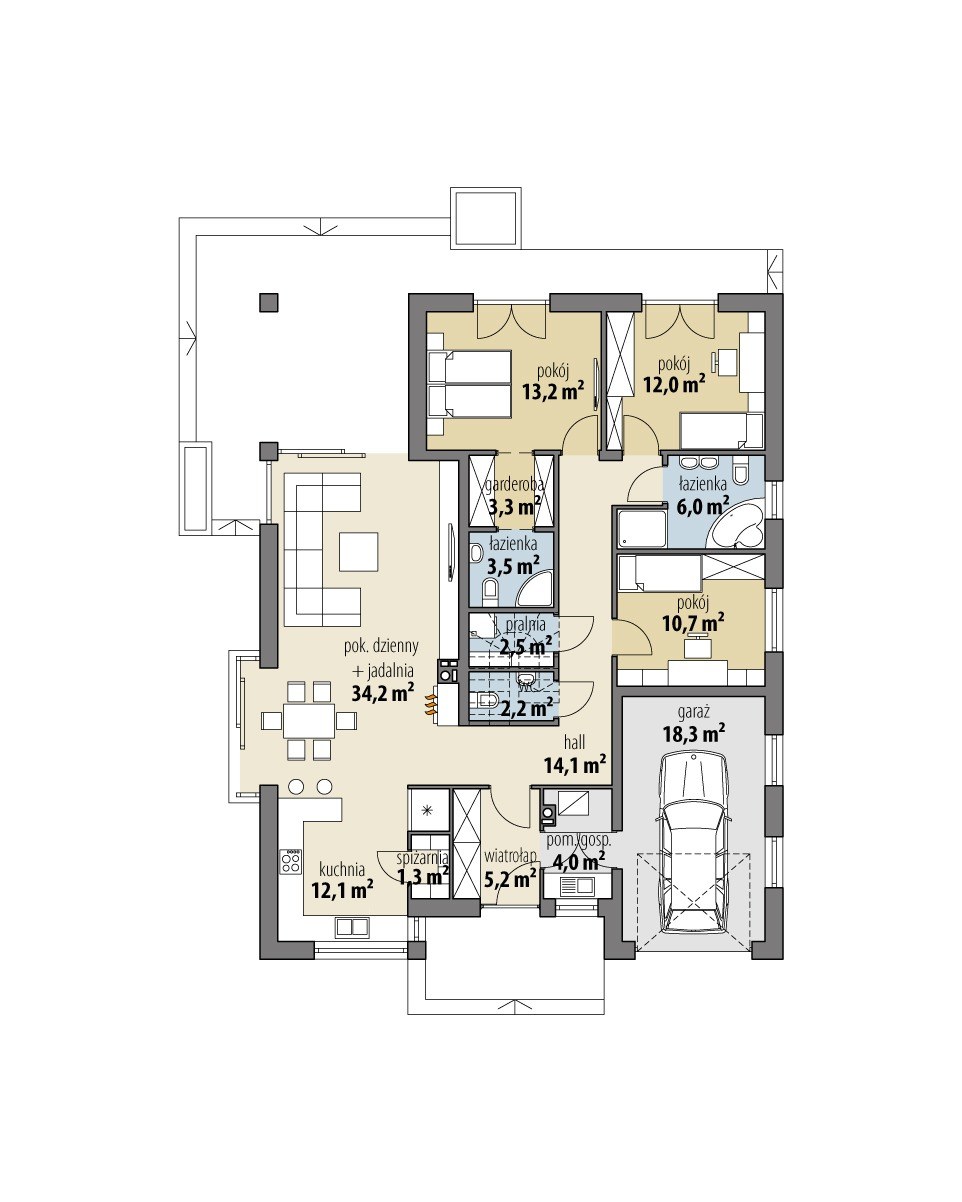 pokój
13,2 m²
pokój
12,0 m²
garderoba
3,3 m²
łazienka
6,0 m²
łazienka
3,5 m²
pralnia
2,5 m²
pokój
10,7 m²
pok. dzienny
+ jadalnia
34,2 m²
2,2 m²
garaż
18,3 m²
hall
14,1 m²
kuchnia
12,1 m²
spiżarnia
1,3 m²
wiatrołap
5,2 m²
pom. gosp.
4,0 m²